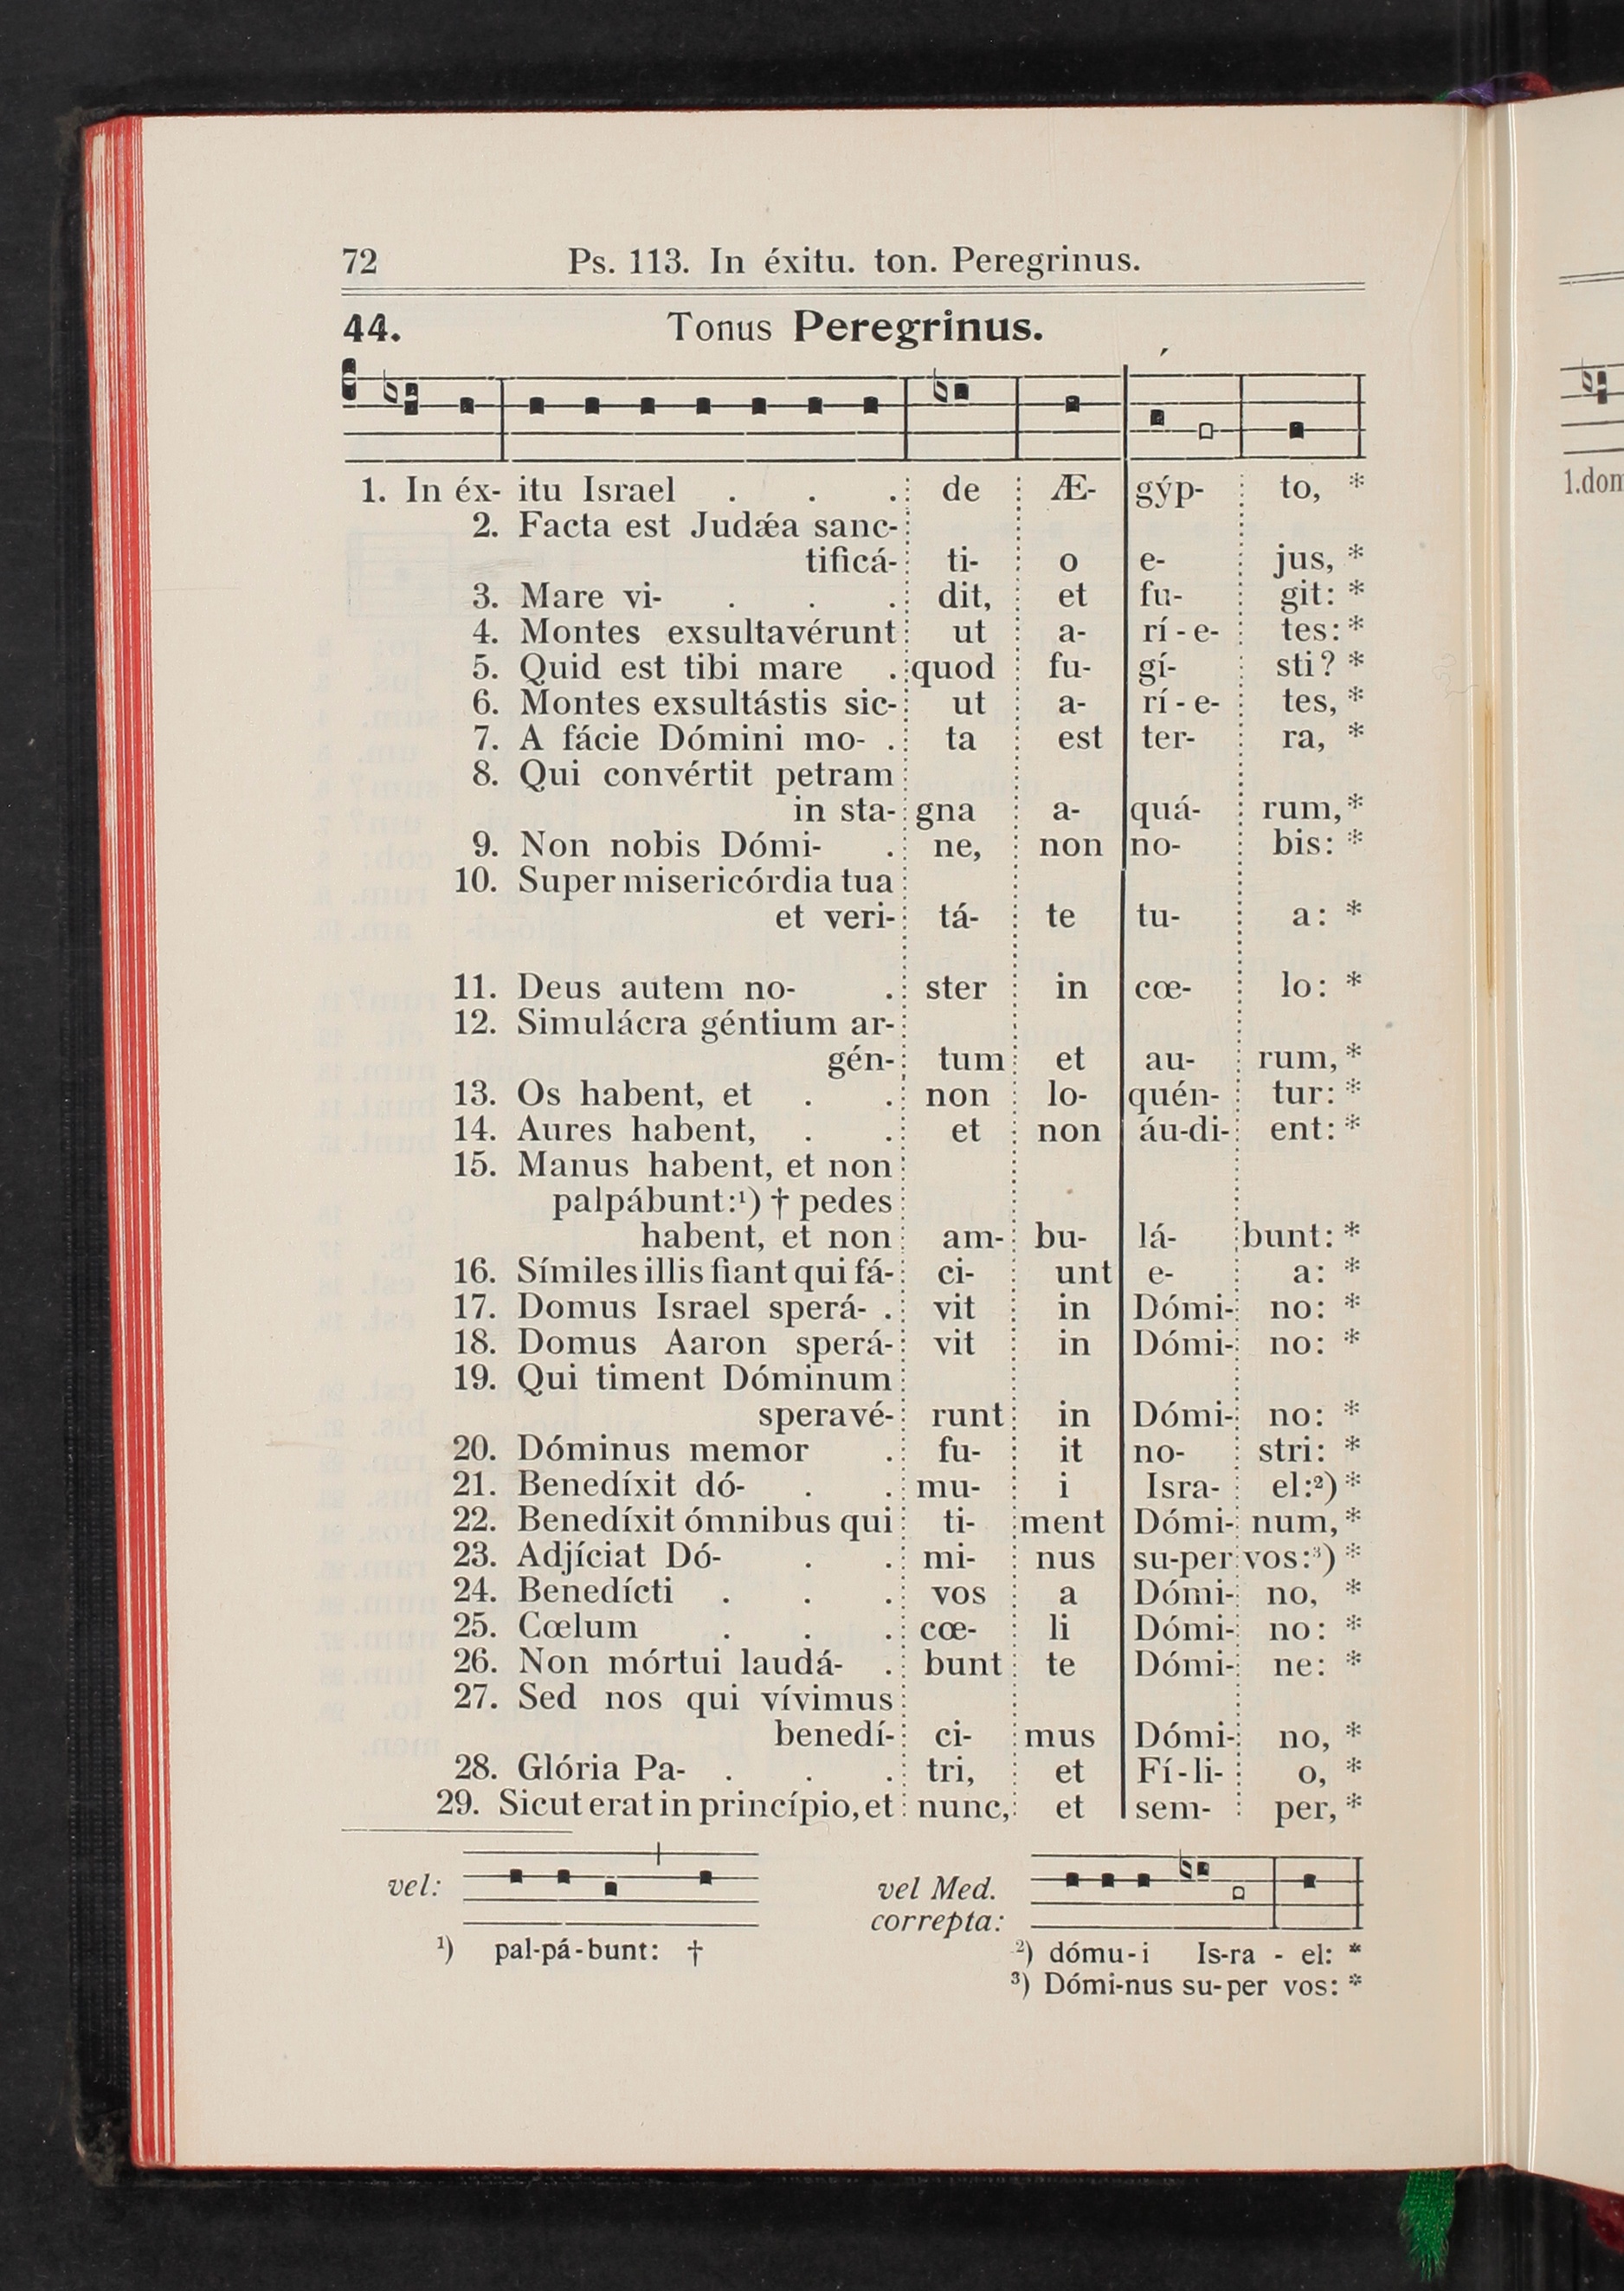 72 Ps. 113. In éxitu. ton. Peregrinus.
44. Tonus Peregrinus.
1. In éx- itu Israel . . . de Æ- gýp- to, *
2. Facta est Judǽa sanc-
tificá- ti- o e- jus, *
3. Mare vi- . . . dit, et fu- git: *
4. Montes exsultavérunt ut a- rí-e- tes: *
5. Quid est tibi mare . quod fu- gí- sti? *
6. Montes exsultástis sic- ut a- rí-e- tes, *
7. A fácie Dómini mo- . ta est ter- ra, *
8. Qui convértit petram
in sta- gna a- quá- rum, *
9. Non nobis Dómi- . ne, non no- bis: *
10. Super misericórdia tua
et veri- tá- te tu- a: *
11. Deus autem no- . ster in cœ- lo: *
12. Simulácra géntium ar-
gén- tum et au- rum, *
13. Os habent, et . . non lo- quén- tur: *
14. Aures habent, . . et non áu-di- ent: *
15. Manus habent, et non
palpábunt:¹) † pedes
habent, et non am- bu- lá- bunt: *
16. Símiles illis fiant qui fá- ci- unt e- a: *
17. Domus Israel sperá- . vit in Dómi- no: *
18. Domus Aaron sperá- vit in Dómi- no: *
19. Qui timent Dóminum
speravé- runt in Dómi- no: *
20. Dóminus memor . fu- it no- stri: *
21. Benedíxit dó- . . mu- i Isra- el:²) *
22. Benedíxit ómnibus qui ti- ment Dómi- num, *
23. Adjíciat Dó- . . mi- nus su-per vos:³) *
24. Benedícti . . . vos a Dómi- no, *
25. Cœlum . . . cœ- li Dómi- no: *
26. Non mórtui laudá- . bunt te Dómi- ne: *
27. Sed nos qui vívimus
benedí- ci- mus Dómi- no, *
28. Glória Pa- . . . tri, et Fí-li- o, *
29. Sicut erat in princípio, et nunc, et sem- per, *
vel:
¹) pal-pá-bunt: †
vel Med.
correpta:
²) dómu-i Is-ra - el: *
³) Dómi-nus su-per vos: *
1.dom